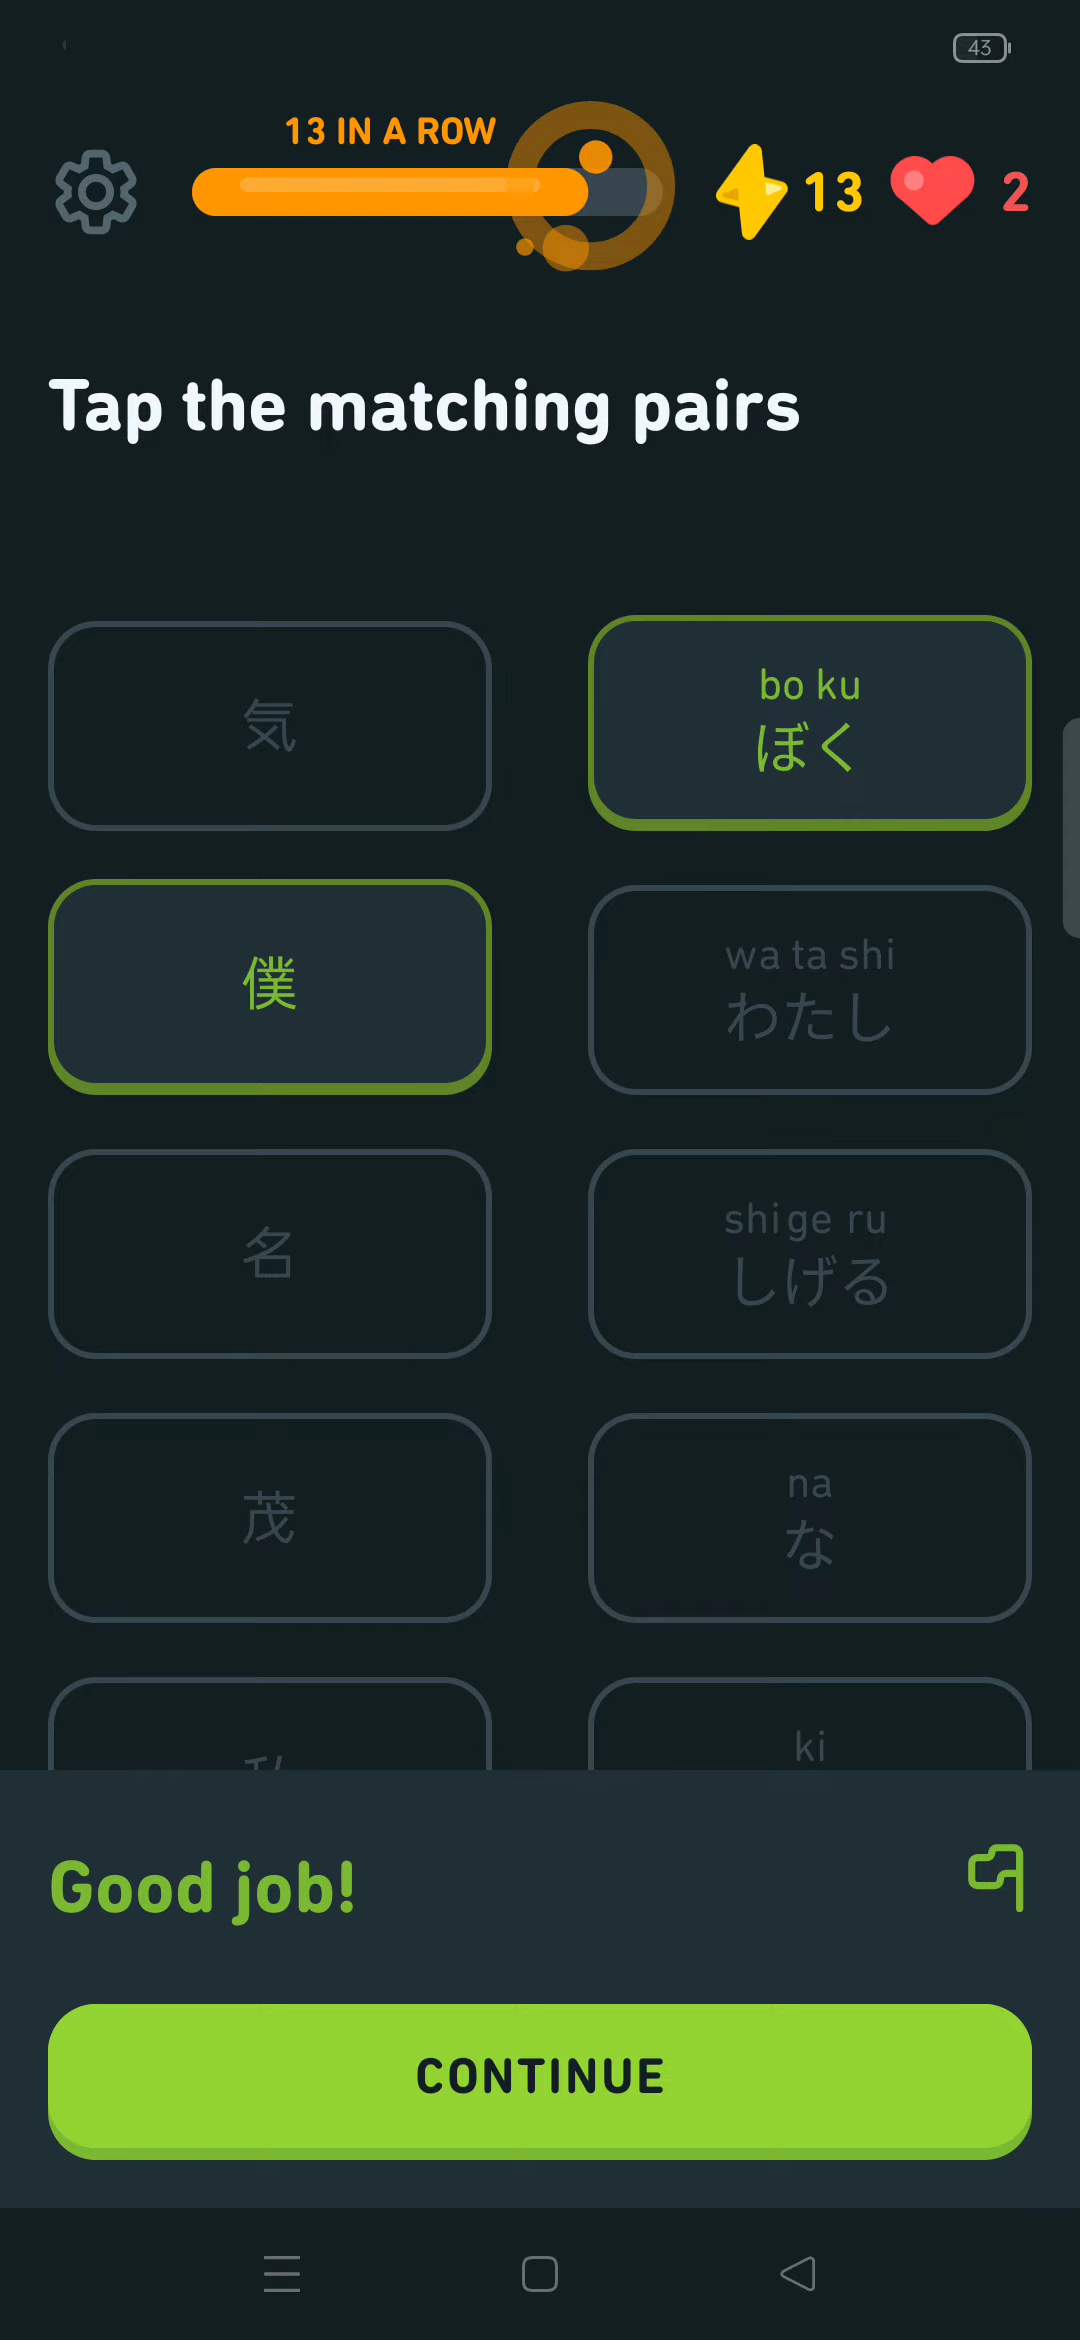 43
13 IN A ROW
13
2
Tap the matching pairs
気
bo ku
ぼく
僕
wa ta shi
わたし
名
shi ge ru
しげる
茂
na
な
ki
Good job!
CONTINUE